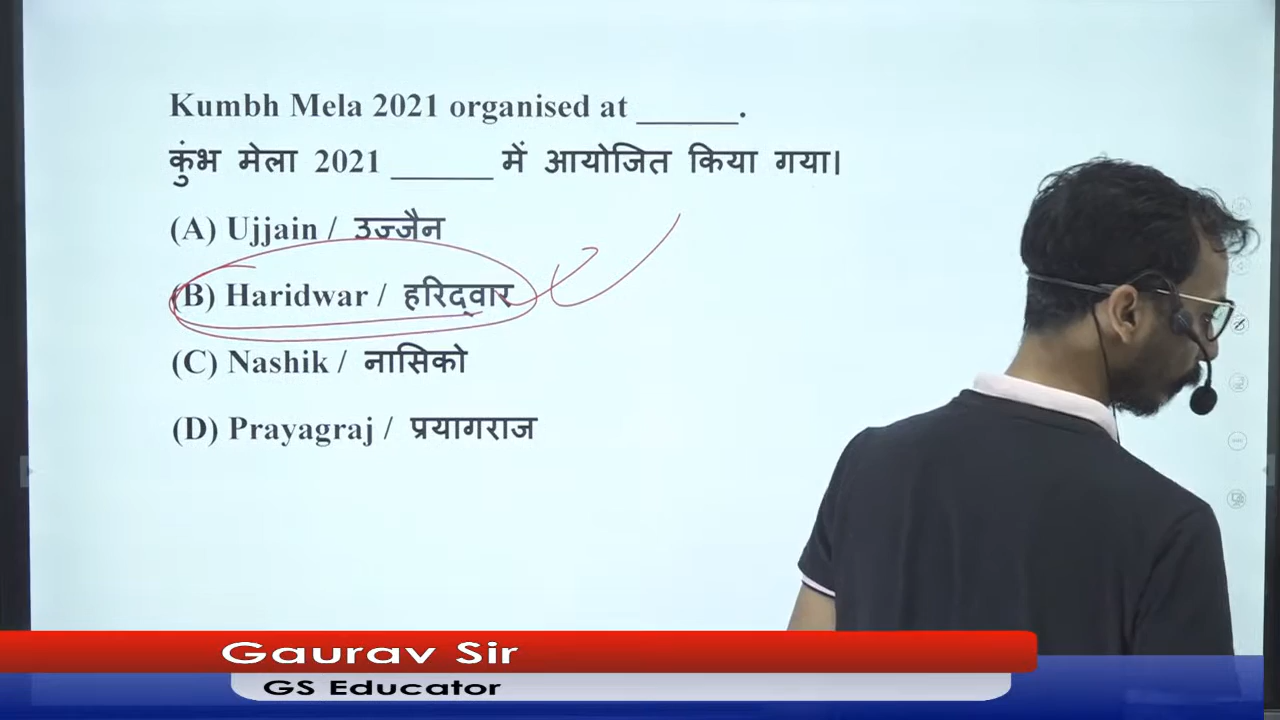 Kumbh Mela 2021 organised at ______.
कुंभ मेला 2021 ______ में आयोजित किया गया।
(A) Ujjain / उज्जैन
(B) Haridwar / हरिद्वार
(C) Nashik / नासिको
(D) Prayagraj / प्रयागराज
Gaurav Sir
GS Educator